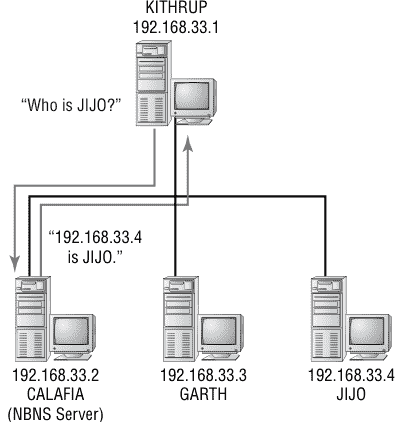 KITHRUP
192.168.33.1
“Who is JIJO?”
“192.168.33.4
is JIJO.”
192.168.33.2
CALAFIA
(NBNS Server)
192.168.33.3
GARTH
192.168.33.4
JIJO